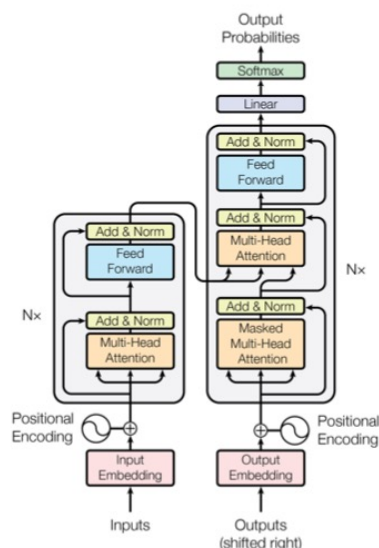 Output
Probabilities
Softmax
Linear
Add & Norm
Feed
Forward
Add & Norm
Multi-Head
Attention
Add & Norm
Masked
Multi-Head
Attention
Nx
Add & Norm
Feed
Forward
Add & Norm
Multi-Head
Attention
Nx
Positional
Encoding
Positional
Encoding
Input
Embedding
Output
Embedding
Inputs
Outputs
(shifted right)